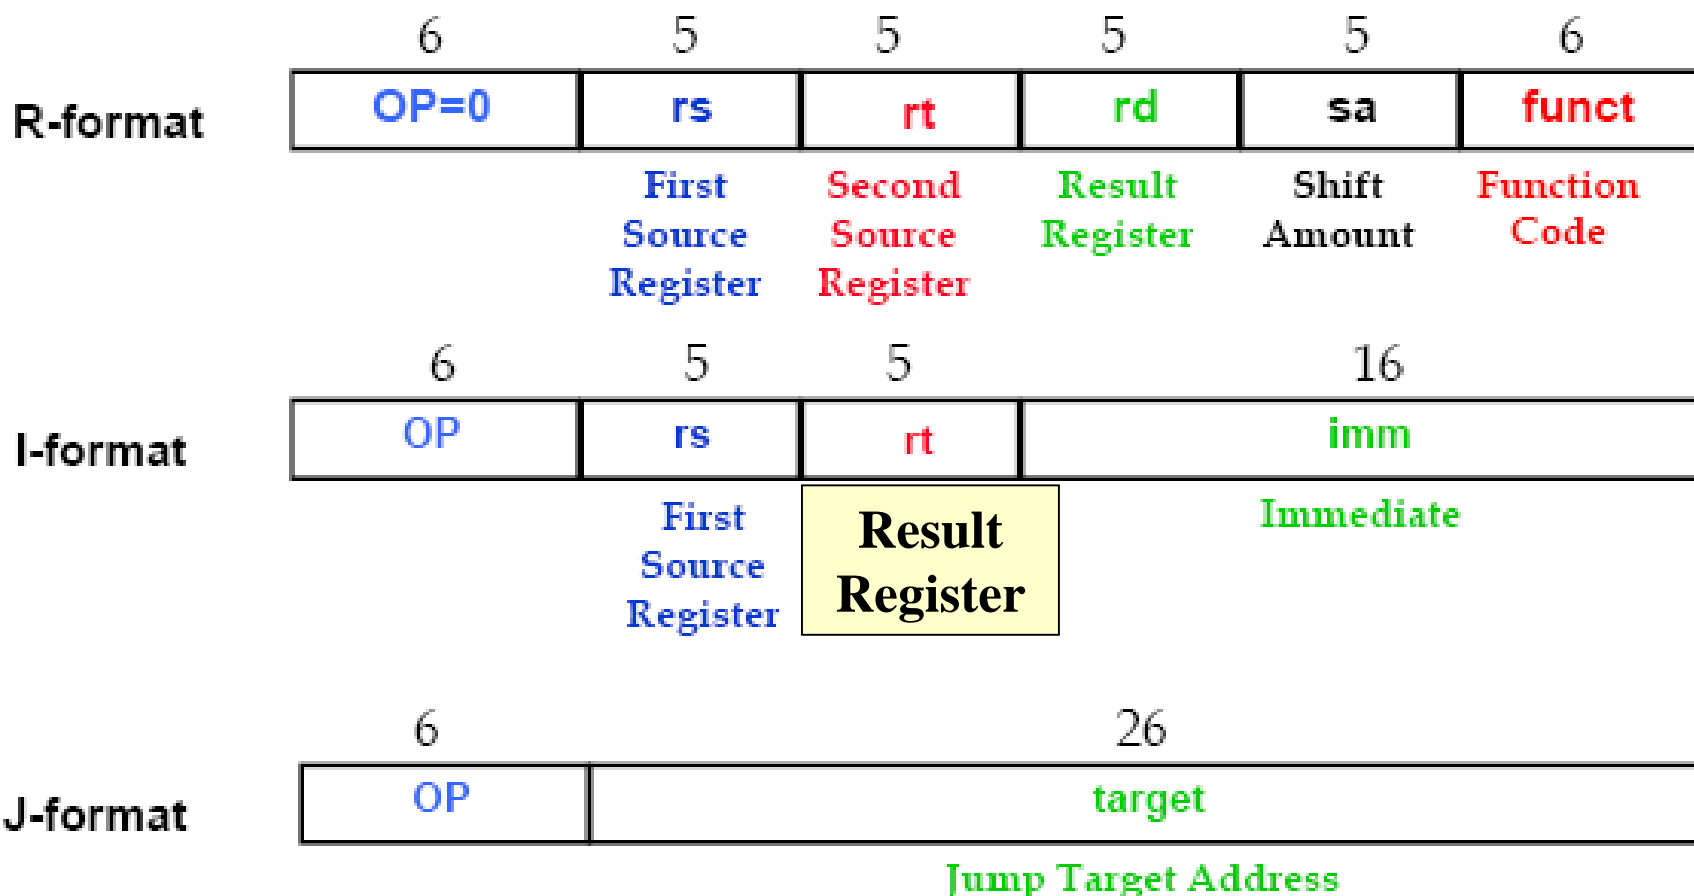 6 5 5 5 5 6
R-format OP=0 rs rt rd sa funct
First Second Result Shift Function
Source Source Register Amount Code
Register Register
6 5 5 16
I-format OP rs rt imm
First Result Immediate
Source Register
Register
6 26
J-format OP target
Jump Target Address